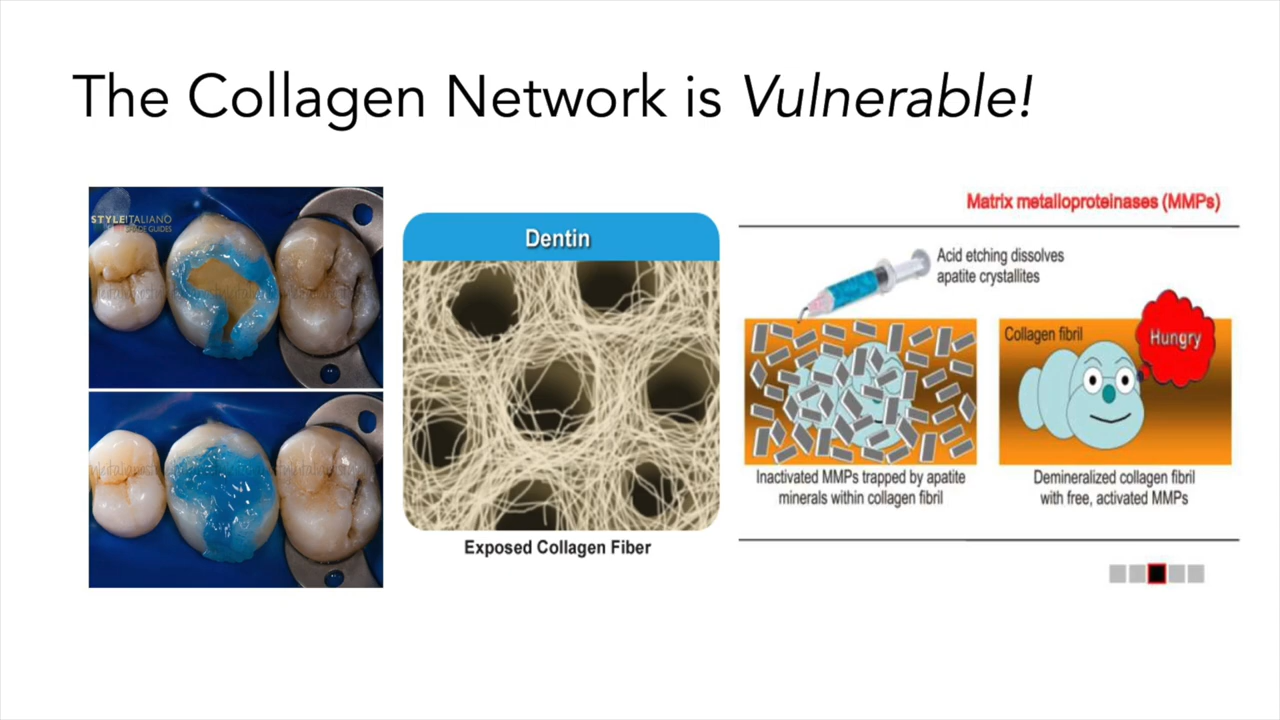 The Collagen Network is Vulnerable!
STYLEITALIANO
Dentin
Exposed Collagen Fiber
Matrix metalloproteinases (MMPs)
Acid etching dissolves
apatite crystallites
Inactivated MMPs trapped by apatite
minerals within collagen fibril
Collagen fibril
Hungry
Demineralized collagen fibril
with free, activated MMPs